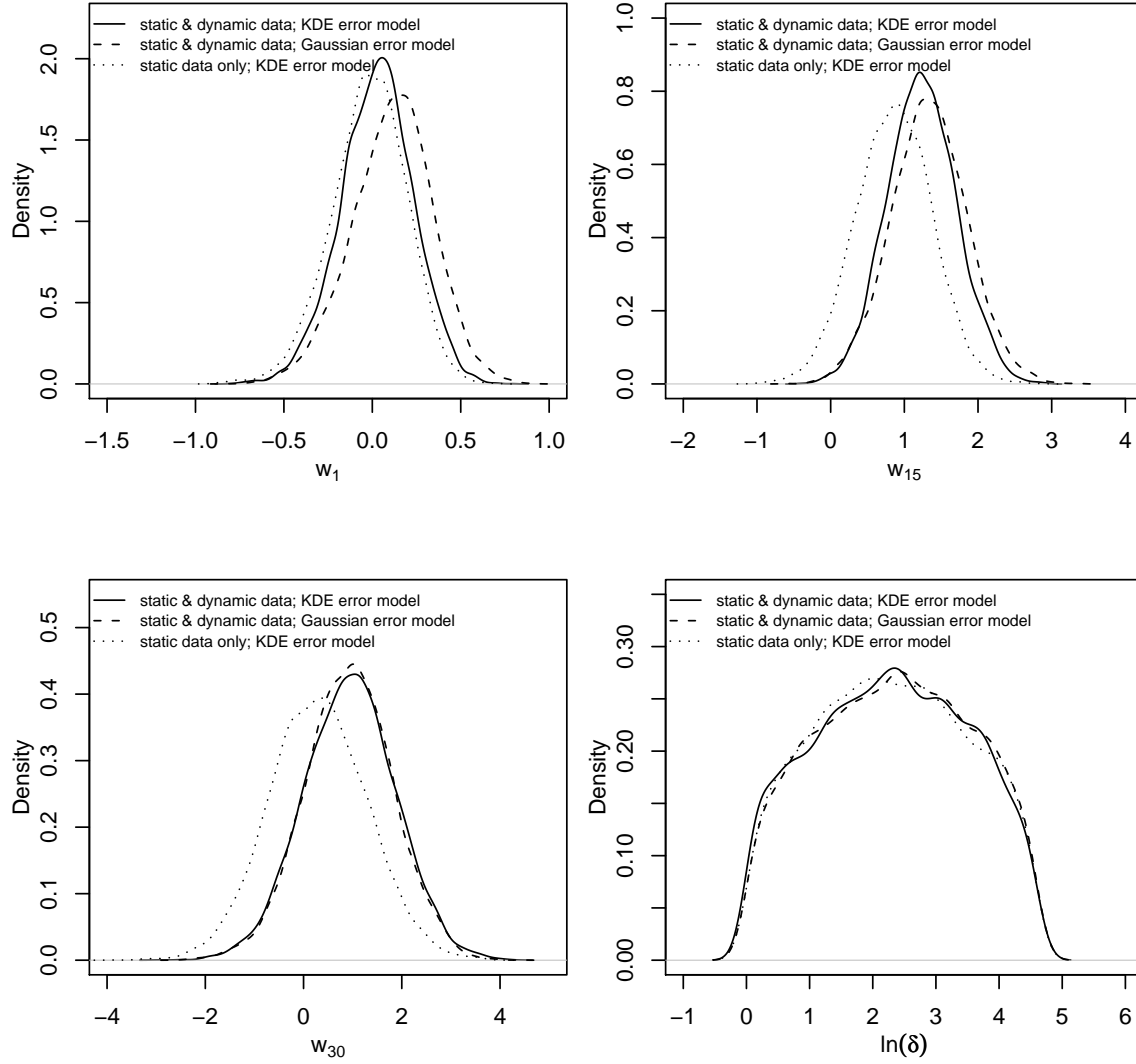 static & dynamic data; KDE error model
static & dynamic data; Gaussian error model
static data only; KDE error model
Density
0.0 0.5 1.0 1.5 2.0
−1.5 −1.0 −0.5 0.0 0.5 1.0
w1
static & dynamic data; KDE error model
static & dynamic data; Gaussian error model
static data only; KDE error model
Density
0.0 0.2 0.4 0.6 0.8 1.0
−2 −1 0 1 2 3 4
w15
static & dynamic data; KDE error model
static & dynamic data; Gaussian error model
static data only; KDE error model
Density
0.0 0.1 0.2 0.3 0.4 0.5
−4 −2 0 2 4
w30
static & dynamic data; KDE error model
static & dynamic data; Gaussian error model
static data only; KDE error model
Density
0.00 0.10 0.20 0.30
−1 0 1 2 3 4 5 6
ln(δ)